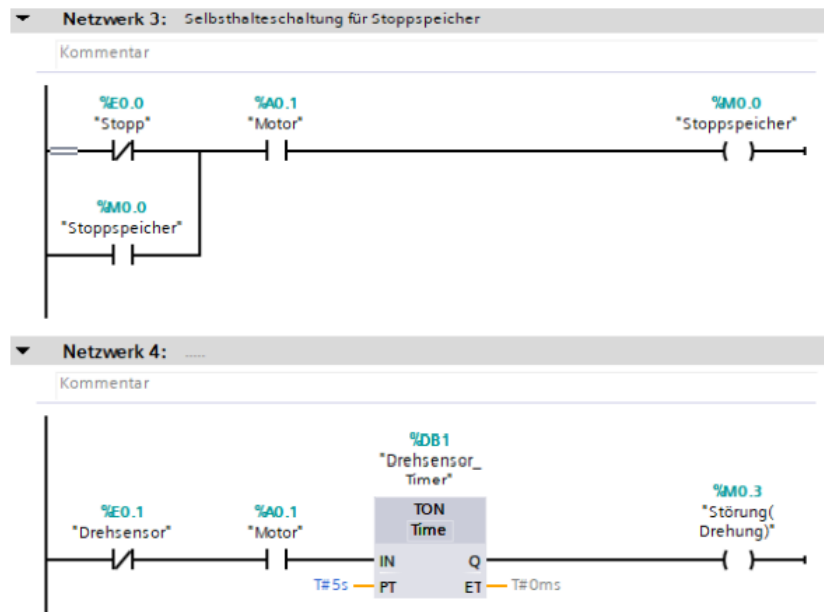 Netzwerk 3: Selbsthalteschaltung für Stoppspeicher
Kommentar
%E0.0 %A0.1 %M0.0
"Stopp" "Motor" "Stoppspeicher"
%M0.0
"Stoppspeicher"
Netzwerk 4: .....
Kommentar
%DB1
"Drehsensor_
Timer"
%E0.1 %A0.1 TON %M0.3
"Drehsensor" "Motor" Time "Störung(
Drehung)"
IN Q
T#5s PT ET T#0ms